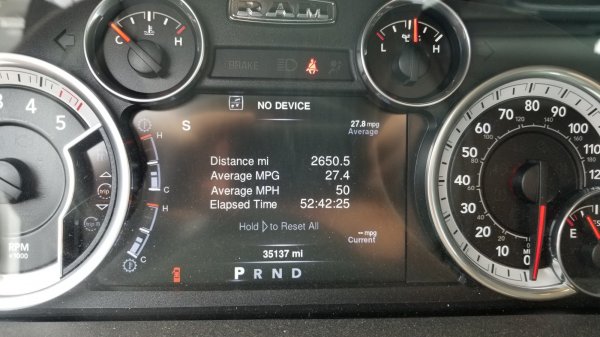 RAM
C H
L H
BRAKE
NO DEVICE
S
27.8 mpg
Average
Distance mi 2650.5
Average MPG 27.4
Average MPH 50
Elapsed Time 52:42:25
Hold ▷ to Reset All
-- mpg
Current
35137 mi
P R N D
H
C
H
C
3 4 5
RPM
x1000
trip
0 10 20 30 40 50 60 70 80 90 100 110
E